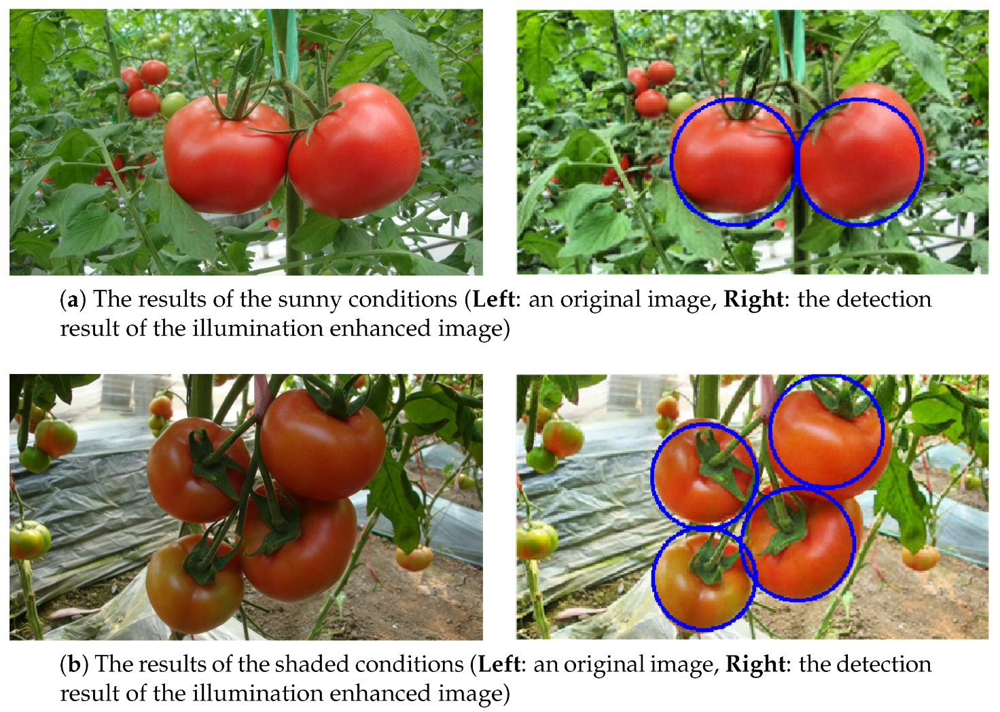 (a) The results of the sunny conditions (Left: an original image, Right: the detection
result of the illumination enhanced image)
(b) The results of the shaded conditions (Left: an original image, Right: the detection
result of the illumination enhanced image)